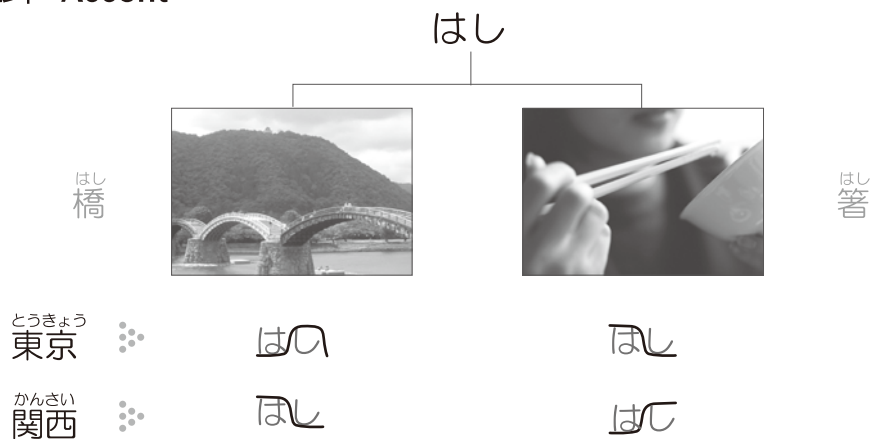 Accent
はし
はし
橋
はし
箸
とうきょう
東京 はし はし
かんさい
関西 はし はし